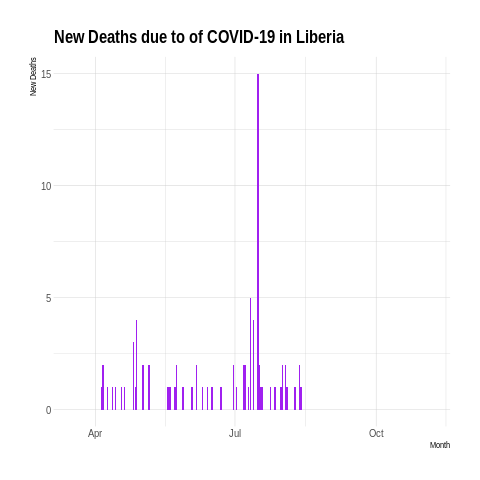 New Deaths due to of COVID-19 in Liberia
New Deaths
15
10
5
0
Apr
Jul
Oct
Month